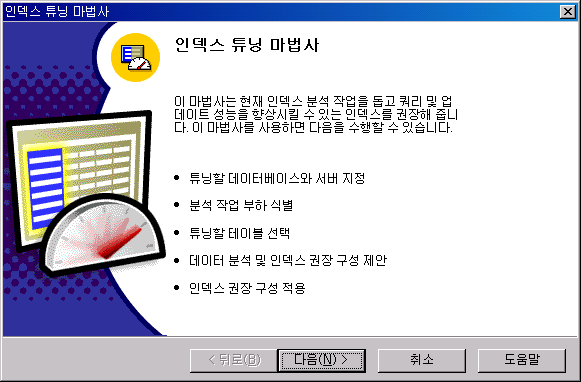 인덱스 튜닝 마법사
인덱스 튜닝 마법사
이 마법사는 현재 인덱스 분석 작업을 돕고 쿼리 및 업
데이트 성능을 향상시킬 수 있는 인덱스를 권장해 줍니
다. 이 마법사를 사용하면 다음을 수행할 수 있습니다.
• 튜닝할 데이터베이스와 서버 지정
• 분석 작업 부하 식별
• 튜닝할 테이블 선택
• 데이터 분석 및 인덱스 권장 구성 제안
• 인덱스 권장 구성 적용
< 뒤로(B) 다음(N) > 취소 도움말